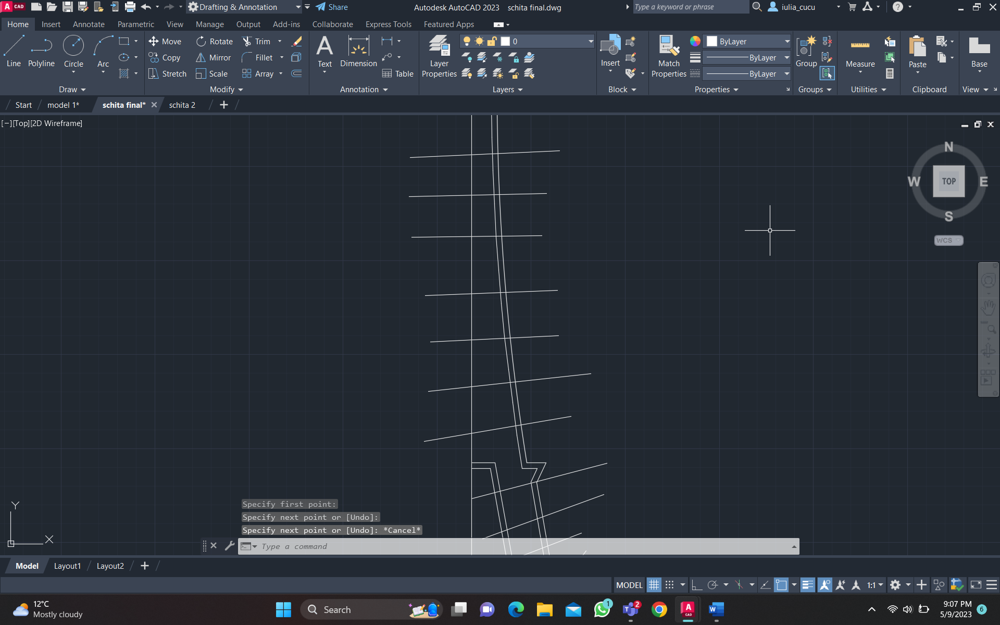 A CAD
Drafting & Annotation
Share
Autodesk AutoCAD 2023 schita final.dwg
Type a keyword or phrase
iulia_cucu
?
Home Insert Annotate Parametric View Manage Output Add-ins Collaborate Express Tools Featured Apps
Line
Polyline
Circle
Arc
Move
Rotate
Trim
Copy
Mirror
Fillet
Stretch
Scale
Array
A
Text
Dimension
Table
Layer
Properties
0
Insert
Match
Properties
ByLayer
ByLayer
ByLayer
Group
Measure
Paste
Base
Draw
Modify
Annotation
Layers
Block
Properties
Groups
Utilities
Clipboard
View
Start
model 1*
schita final*
schita 2
[−][Top][2D Wireframe]
N
W
TOP
E
S
WCS
Y
X
Specify first point:
Specify next point or [Undo]:
Specify next point or [Undo]: *Cancel*
Type a command
Model
Layout1
Layout2
MODEL
1:1
12°C
Mostly cloudy
Search
1
2
A
CAD
W
9:07 PM
5/9/2023
6